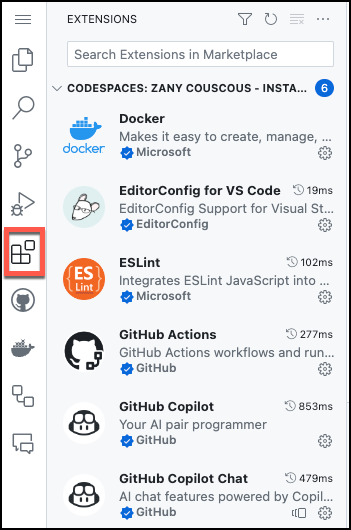 EXTENSIONS
Search Extensions in Marketplace
CODESPACES: ZANY COUSCOUS - INSTA... 6
Docker
Makes it easy to create, manage, ...
docker
Microsoft
EditorConfig for VS Code 19ms
EditorConfig Support for Visual St...
EditorConfig
ESLint 102ms
ES
Lint
Integrates ESLint JavaScript into ...
Microsoft
GitHub Actions 277ms
GitHub Actions workflows and run...
GitHub
GitHub Copilot 853ms
Your AI pair programmer
GitHub
GitHub Copilot Chat 479ms
AI chat features powered by Copil...
GitHub